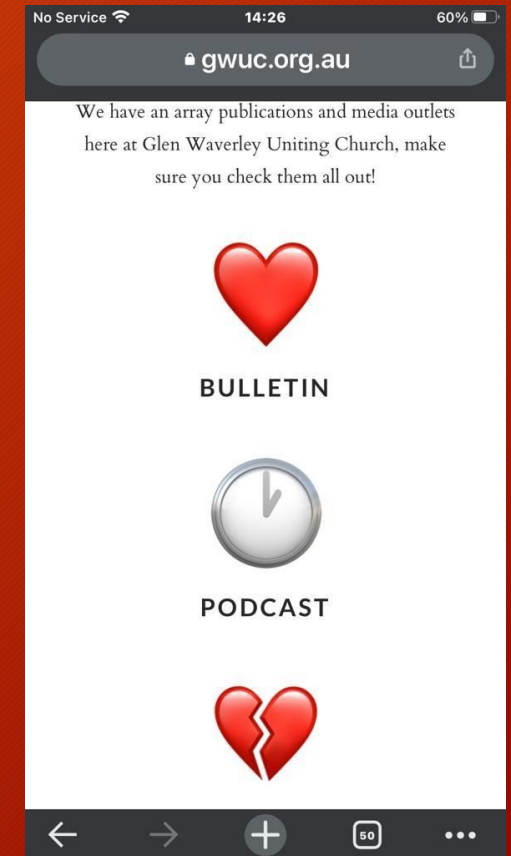 No Service 14:26 60%
gwuc.org.au
We have an array publications and media outlets
here at Glen Waverley Uniting Church, make
sure you check them all out!
BULLETIN
PODCAST
50